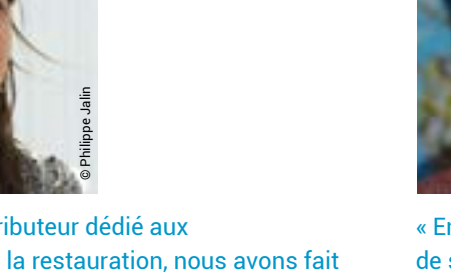 © Philippe Jalin
ributeur dédié aux
la restauration, nous avons fait
« En
de s